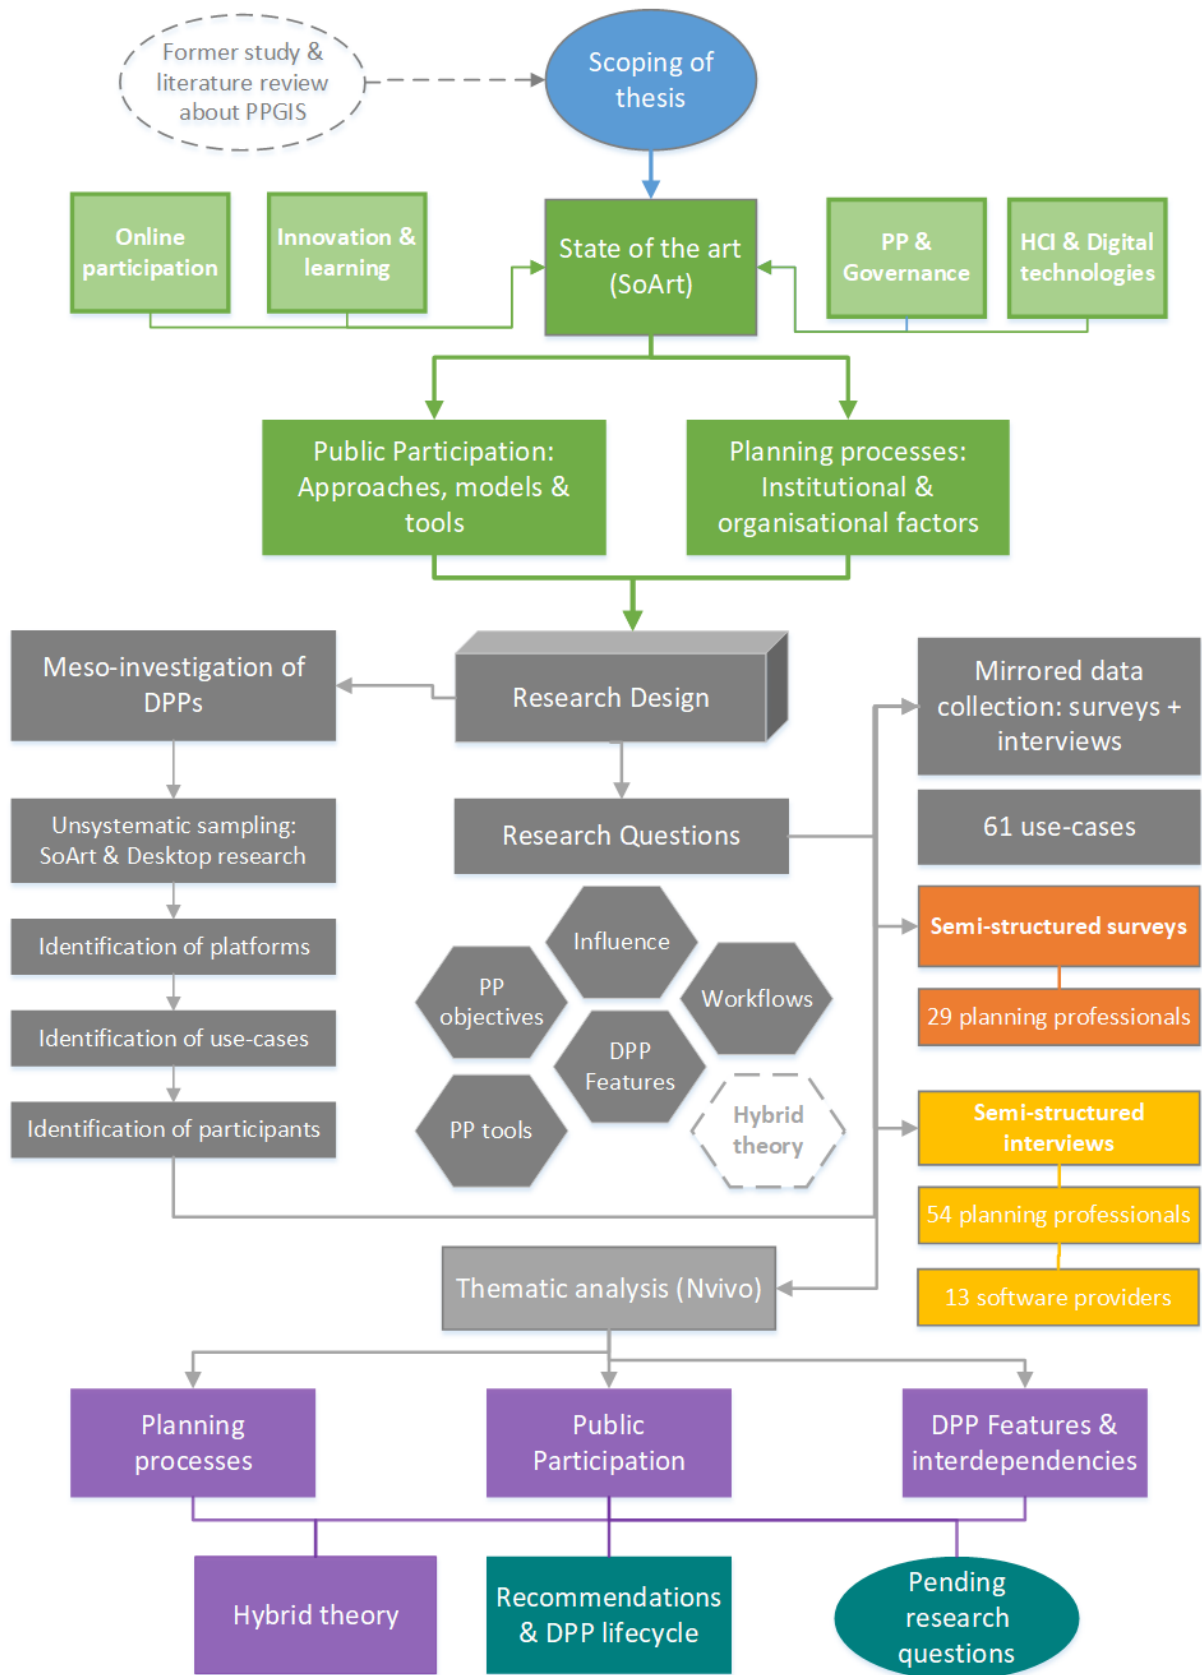 Former study &
literature review
about PPGIS
Scoping of
thesis
Online
participation
Innovation &
learning
State of the art
(SoArt)
PP &
Governance
HCI & Digital
technologies
Public Participation:
Approaches, models &
tools
Planning processes:
Institutional &
organisational factors
Meso-investigation of
DPPs
Research Design
Mirrored data
collection: surveys +
interviews
Unsystematic sampling:
SoArt & Desktop research
Research Questions
61 use-cases
Identification of platforms
Identification of use-cases
Identification of participants
Influence
PP
objectives
Workflows
DPP
Features
PP tools
Hybrid
theory
Semi-structured surveys
29 planning professionals
Semi-structured
interviews
54 planning professionals
13 software providers
Thematic analysis (Nvivo)
Planning
processes
Public
Participation
DPP Features &
interdependencies
Hybrid theory
Recommendations
& DPP lifecycle
Pending
research
questions